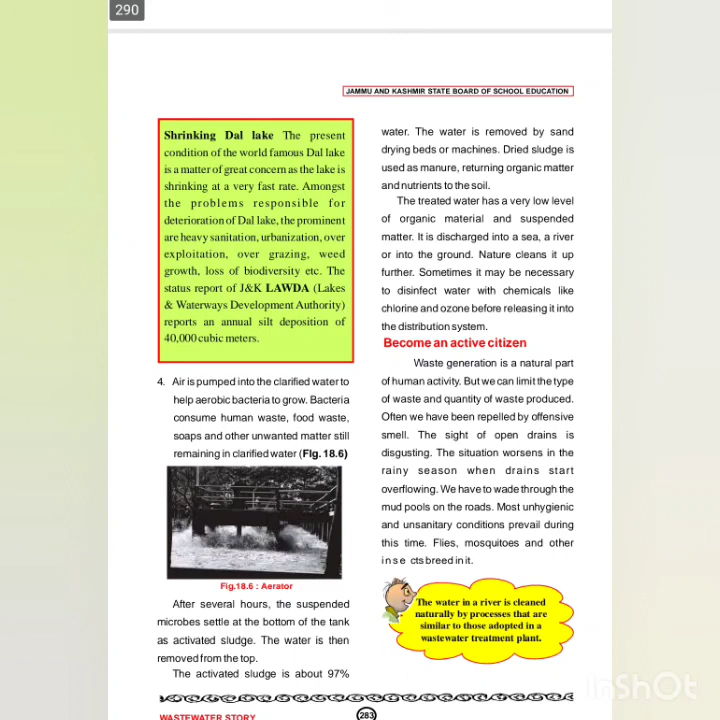 290
JAMMU AND KASHMIR STATE BOARD OF SCHOOL EDUCATION
Shrinking Dal lake The present
condition of the world famous Dal lake
is a matter of great concern as the lake is
shrinking at a very fast rate. Amongst
the problems responsible for
deterioration of Dal lake, the prominent
are heavy sanitation, urbanization, over
exploitation, over grazing, weed
growth, loss of biodiversity etc. The
status report of J&K LAWDA (Lakes
& Waterways Development Authority)
reports an annual silt deposition of
40,000 cubic meters.
4. Air is pumped into the clarified water to
help aerobic bacteria to grow. Bacteria
consume human waste, food waste,
soaps and other unwanted matter still
remaining in clarified water (FIg. 18.6)
Fig.18.6 : Aerator
After several hours, the suspended
microbes settle at the bottom of the tank
as activated sludge. The water is then
removed from the top.
The activated sludge is about 97%
water. The water is removed by sand
drying beds or machines. Dried sludge is
used as manure, returning organic matter
and nutrients to the soil.
The treated water has a very low level
of organic material and suspended
matter. It is discharged into a sea, a river
or into the ground. Nature cleans it up
further. Sometimes it may be necessary
to disinfect water with chemicals like
chlorine and ozone before releasing it into
the distribution system.
Become an active citizen
Waste generation is a natural part
of human activity. But we can limit the type
of waste and quantity of waste produced.
Often we have been repelled by offensive
smell. The sight of open drains is
disgusting. The situation worsens in the
rainy season when drains start
overflowing. We have to wade through the
mud pools on the roads. Most unhygienic
and unsanitary conditions prevail during
this time. Flies, mosquitoes and other
inse cts breed in it.
The water in a river is cleaned
naturally by processes that are
similar to those adopted in a
wastewater treatment plant.
WASTEWATER STORY
283
InShOt